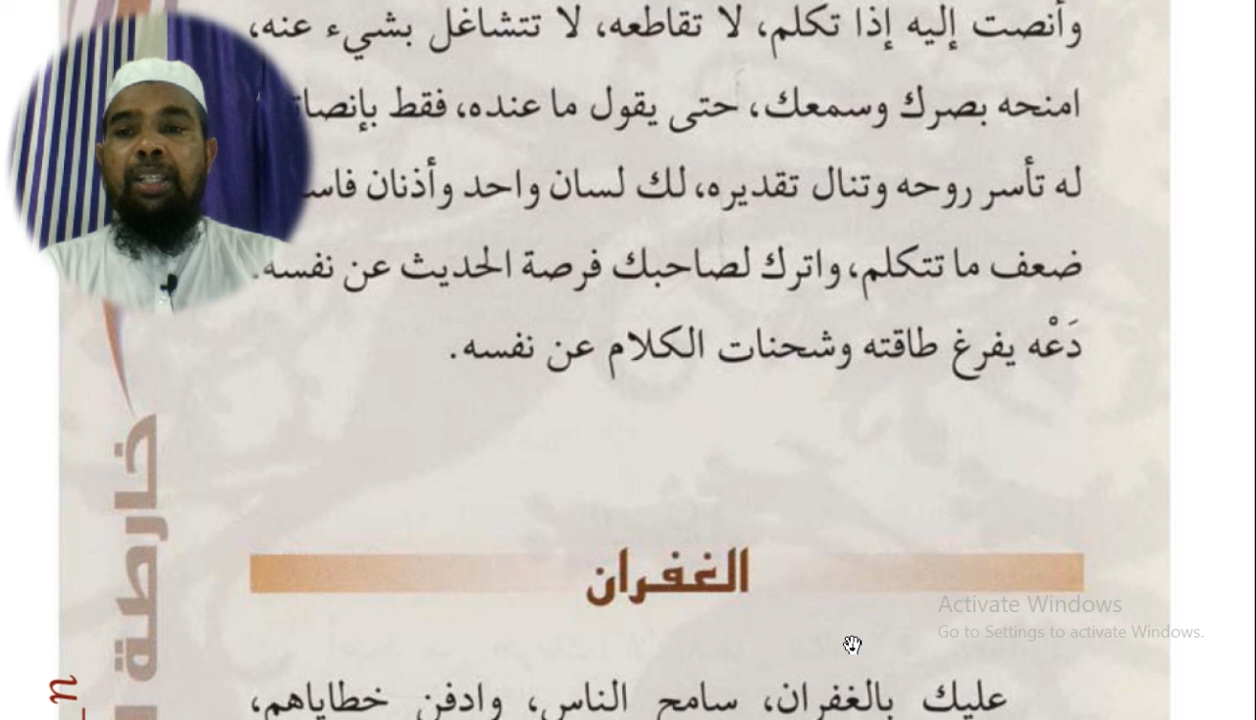 وأنصت إليه إذا تكلم، لا تقاطعه، لا تتشاغل بشيء عنه،
امنحه بصرك وسمعك، حتى يقول ما عنده، فقط
له تأسر روحه وتنال تقديره، لك لسان واحد وأذنان
ضعف ما تتكلم، واترك لصاحبك فرصة الحديث عن نفسه.
دَعْه يفرغ طاقته وشحنات الكلام عن نفسه.
خارطة
الغفران
Activate Windows
Go to Settings to activate Windows.
عليك بالغفران، سامح الناس، وادفن خطاياهم،